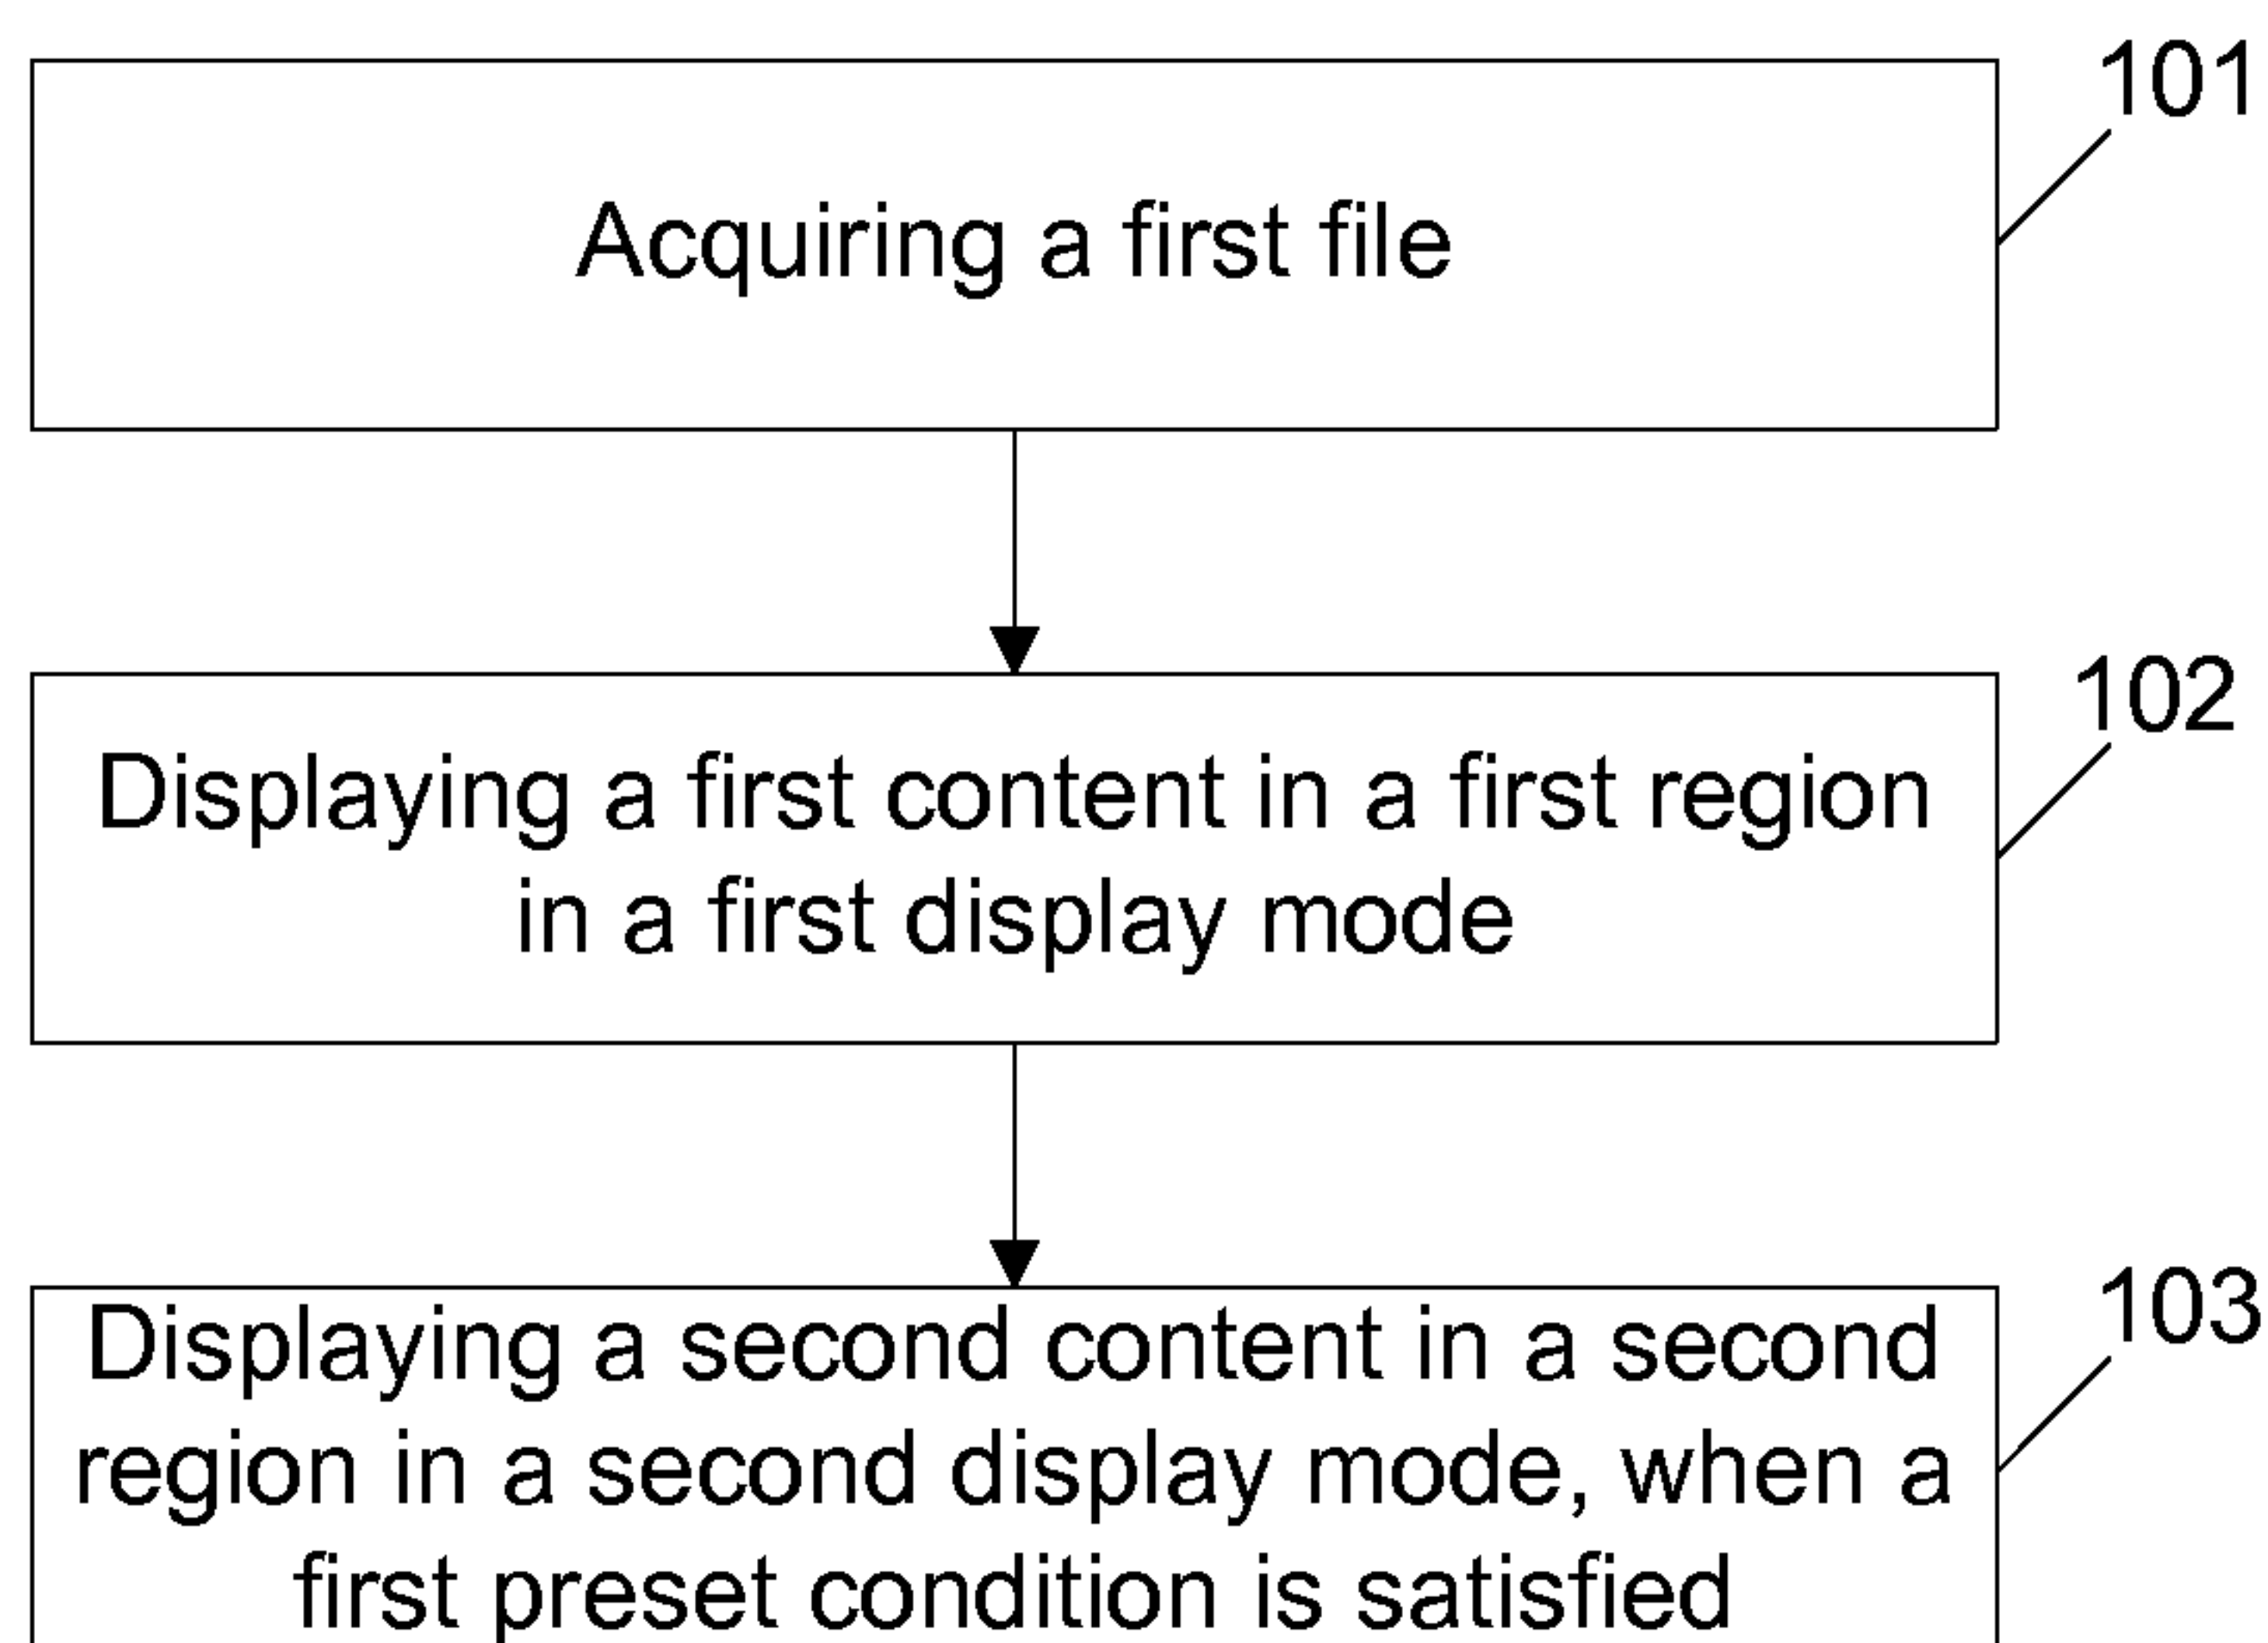 101
Acquiring a first file
102
Displaying a first content in a first region
in a first display mode
103
Displaying a second content in a second
region in a second display mode, when a
first preset condition is satisfied